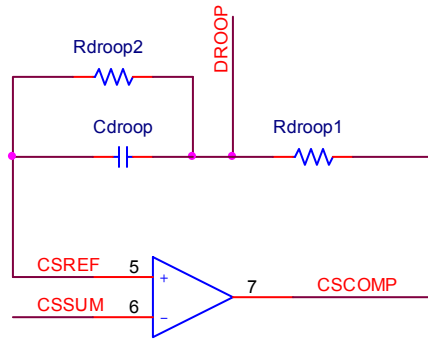 Rdroop2
DROOP
Cdroop
Rdroop1
CSREF
5
+
7
CSCOMP
CSSUM
6
−